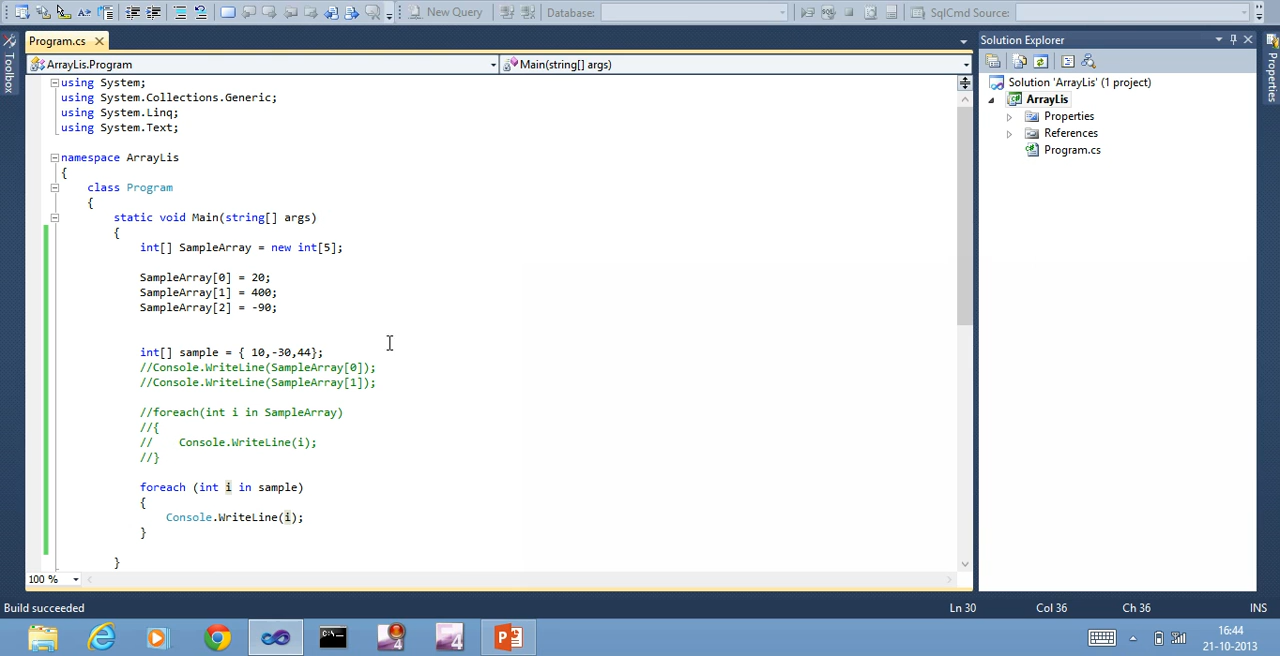 New Query
Database:
SqlCmd Source:
Toolbox
Program.cs
ArrayLis.Program
Main(string[] args)
using System;
using System.Collections.Generic;
using System.Linq;
using System.Text;
namespace ArrayLis
{
class Program
{
static void Main(string[] args)
{
int[] SampleArray = new int[5];
SampleArray[0] = 20;
SampleArray[1] = 400;
SampleArray[2] = -90;
int[] sample = { 10,-30,44};
//Console.WriteLine(SampleArray[0]);
//Console.WriteLine(SampleArray[1]);
//foreach(int i in SampleArray)
//{
//    Console.WriteLine(i);
//}
foreach (int i in sample)
{
Console.WriteLine(i);
}
}
100 %
Solution Explorer
Solution 'ArrayLis' (1 project)
ArrayLis
Properties
References
Program.cs
Properties
Build succeeded
Ln 30
Col 36
Ch 36
INS
16:44
21-10-2013